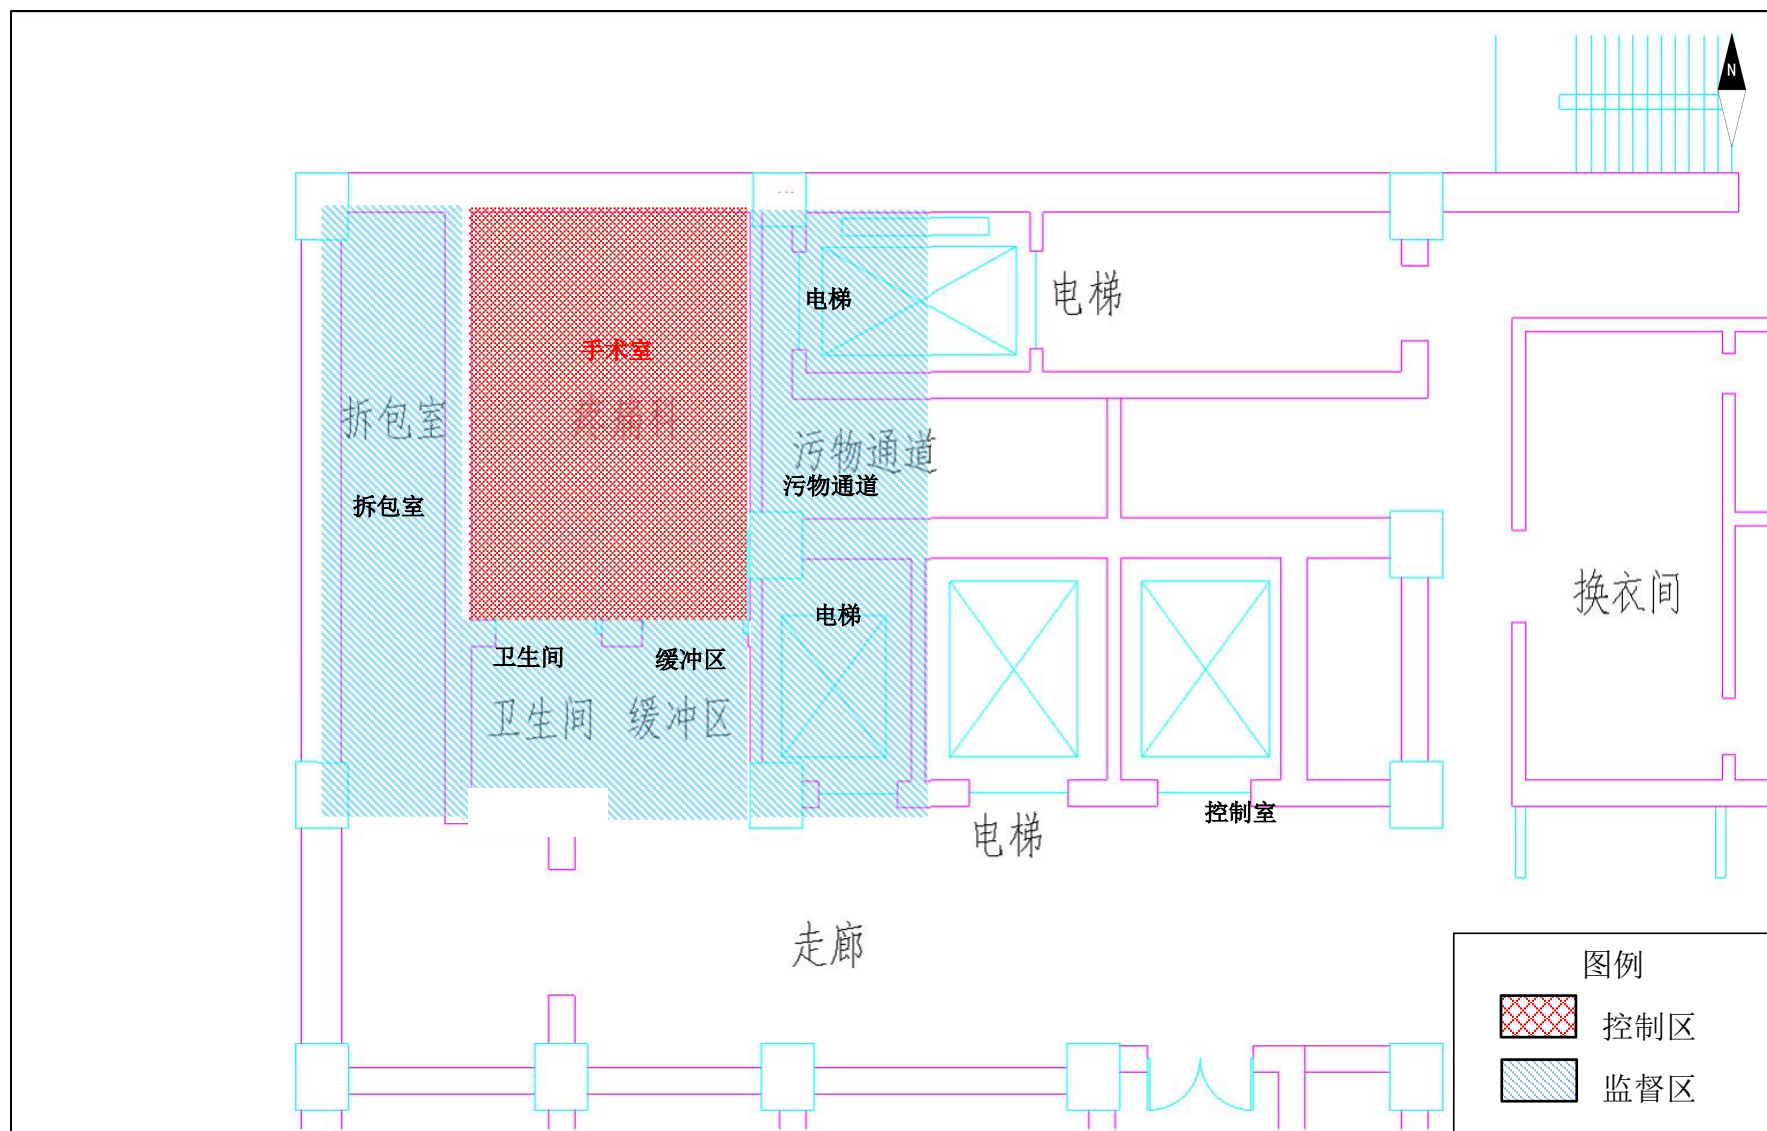 N
电梯
电梯
手术室
拆包室
疼痛科
污物通道
污物通道
拆包室
换衣间
电梯
卫生间
缓冲区
卫生间
缓冲区
控制室
电梯
走廊
图例
控制区
监督区